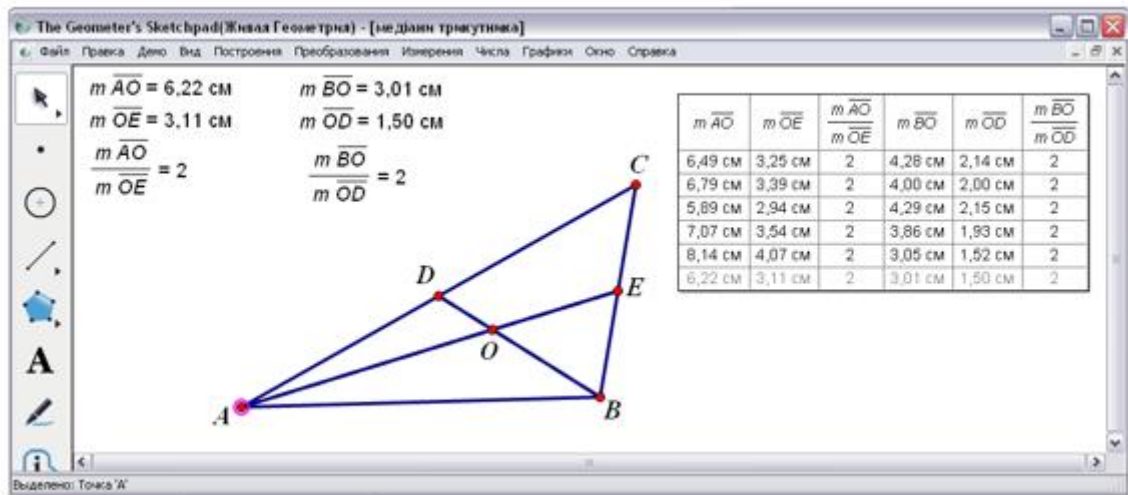 The Geometer's Sketchpad(Живая Геометрия) - [медіани трикутника]
Файл Правка Демо Вид Построения Преобразования Измерения Числа Графики Окно Справка
m AO = 6,22 см m BO = 3,01 см
m OE = 3,11 см m OD = 1,50 см
m AO / m OE = 2 m BO / m OD = 2
m AO m OE m AO / m OE m BO m OD m BO / m OD
6,49 см 3,25 см 2 4,28 см 2,14 см 2
6,79 см 3,39 см 2 4,00 см 2,00 см 2
5,89 см 2,94 см 2 4,29 см 2,15 см 2
7,07 см 3,54 см 2 3,86 см 1,93 см 2
8,14 см 4,07 см 2 3,05 см 1,52 см 2
6,22 см 3,11 см 2 3,01 см 1,50 см 2
C
D
E
O
A
B
A
Выделено: Точка 'A'